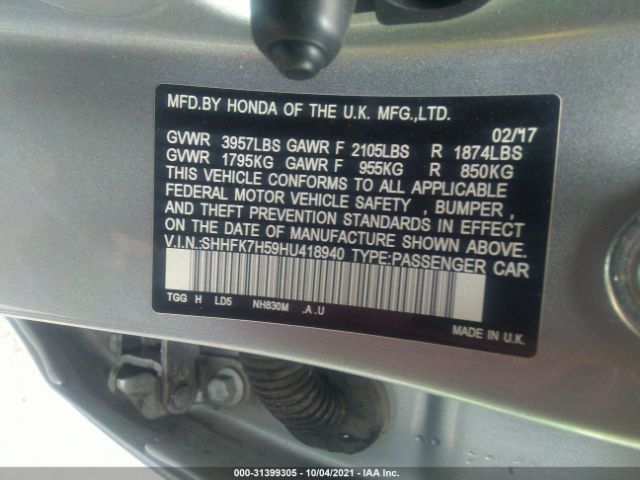 MFD.BY HONDA OF THE U.K. MFG.,LTD.
02/17
GVWR 3957LBS GAWR F 2105LBS R 1874LBS
GVWR 1795KG GAWR F 955KG R 850KG
THIS VEHICLE CONFORMS TO ALL APPLICABLE
FEDERAL MOTOR VEHICLE SAFETY , BUMPER ,
AND THEFT PREVENTION STANDARDS IN EFFECT
ON THE DATE OF MANUFACTURE SHOWN ABOVE.
V.I.N.:SHHFK7H59HU418940 TYPE:PASSENGER CAR
TGG H LD5 NH830M .A .U
MADE IN U.K.
000-31399305 - 10/04/2021 - IAA Inc.